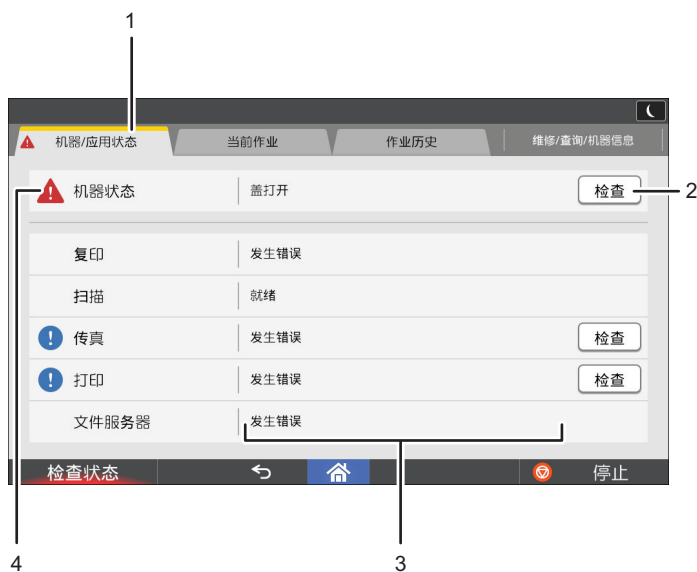 1
机器/应用状态 当前作业 作业历史 维修/查询/机器信息
机器状态 盖打开 检查 2
复印 发生错误
扫描 就绪
传真 发生错误 检查
打印 发生错误 检查
文件服务器 发生错误
检查状态 停止
4 3